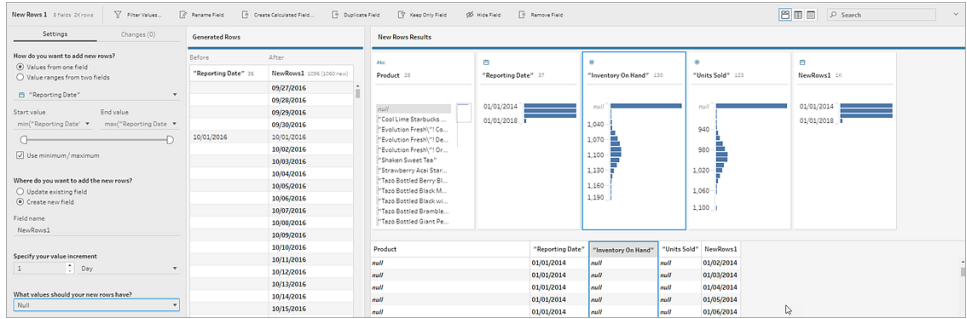 New Rows 1  3 fields  2K rows
Filter Values...
Rename Field
Create Calculated Field...
Duplicate Field
Keep Only Field
Hide Field
Remove Field
Search
Settings
Changes (0)
How do you want to add new rows?
Values from one field
Value ranges from two fields
"Reporting Date"
Start value
End value
min("Reporting Date"
max("Reporting Date
Use minimum / maximum
Where do you want to add the new rows?
Update existing field
Create new field
Field name
NewRows1
Specify your value increment
1
Day
What values should your new rows have?
Null
Generated Rows
Before
After
"Reporting Date" 36
NewRows1 1096 (1060 new)
09/27/2016
09/28/2016
09/29/2016
09/30/2016
10/01/2016 10/01/2016
10/02/2016
10/03/2016
10/04/2016
10/05/2016
10/06/2016
10/07/2016
10/08/2016
10/09/2016
10/10/2016
10/11/2016
10/12/2016
10/13/2016
10/14/2016
10/15/2016
New Rows Results
Abc
Product
null
"Cool Lime Starbucks ...
"Evolution Fresh\"! Co...
"Evolution Fresh\"! De...
"Evolution Fresh\"! Or...
"Shaken Sweet Tea"
"Strawberry Acai Star...
"Tazo Bottled Berry Bl...
"Tazo Bottled Black M...
"Tazo Bottled Black wi...
"Tazo Bottled Bramble...
"Tazo Bottled Giant Pe...
"Reporting Date" 37
01/01/2014
01/01/2018
"Inventory On Hand"
null
1,040
1,070
1,100
1,130
1,160
1,190
"Units Sold"
null
940
980
1,020
1,060
1,100
NewRows1 1K
01/01/2014
01/01/2018
Product "Reporting Date" "Inventory On Hand" "Units Sold" NewRows1
null 01/01/2014 null null 01/02/2014
null 01/01/2014 null null 01/03/2014
null 01/01/2014 null null 01/04/2014
null 01/01/2014 null null 01/05/2014
null 01/01/2014 null null 01/06/2014